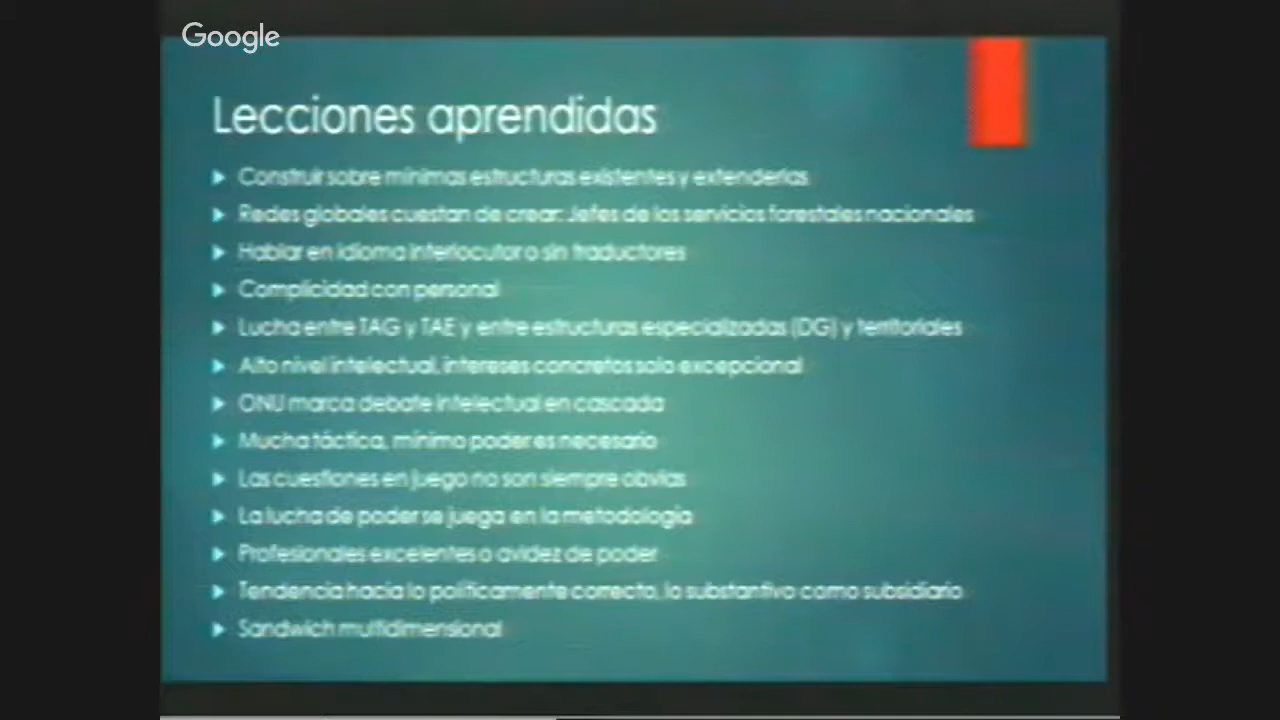 Google
Lecciones aprendidas
Construir sobre mínimas estructuras existentes y extenderlas
Redes globales cuestan de crear: Jefes de los servicios forestales nacionales
Hablar en idioma interlocutor o sin traductores
Complicidad con personal
Lucha entre TAG y TAE y entre estructuras especializadas (DG) y territoriales
Alto nivel intelectual, intereses concretos solo excepcional
ONU marca debate intelectual en cascada
Mucha táctica, mínimo poder es necesario
Las cuestiones en juego no son siempre obvias
La lucha de poder se juega en la metodología
Profesionales excelentes o avidez de poder
Tendencia hacia lo políticamente correcto, lo substantivo como subsidiario
Sandwich multidimensional